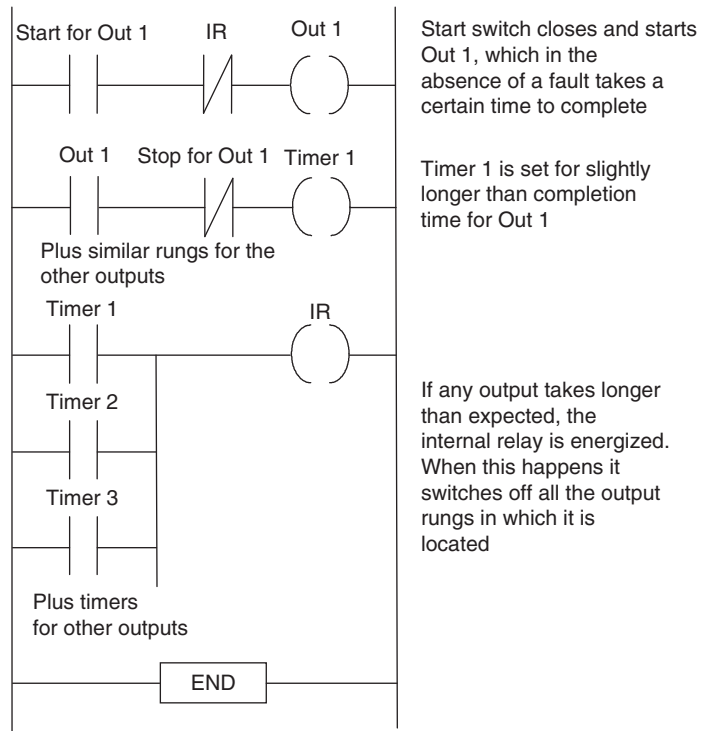 Start for Out 1 IR Out 1
Start switch closes and starts
Out 1, which in the
absence of a fault takes a
certain time to complete
Out 1 Stop for Out 1 Timer 1
Timer 1 is set for slightly
longer than completion
time for Out 1
Plus similar rungs for the
other outputs
Timer 1 IR
Timer 2
Timer 3
If any output takes longer
than expected, the
internal relay is energized.
When this happens it
switches off all the output
rungs in which it is
located
Plus timers
for other outputs
END